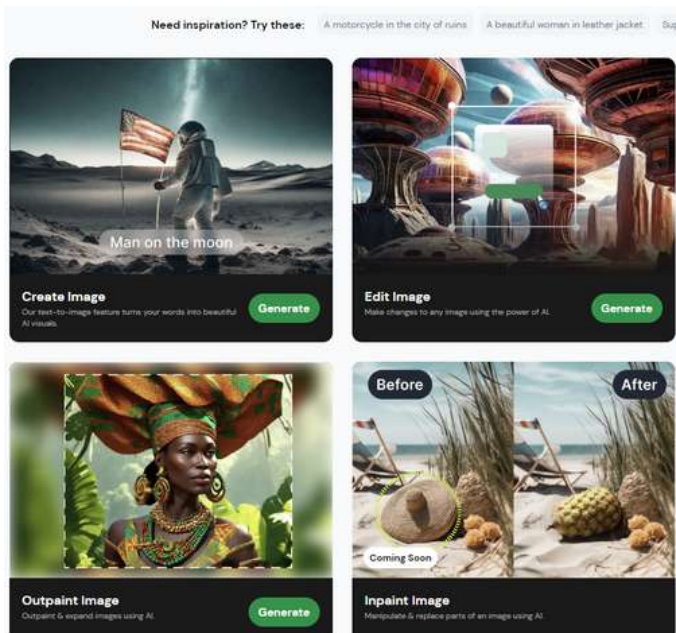 Need inspiration? Try these: A motorcycle in the city of ruins A beautiful woman in leather jacket Sup
Man on the moon
Create Image
Our text-to-image feature turns your words into beautiful
AI visuals.
Generate
Edit Image
Make changes to any image using the power of AI.
Generate
Before
After
Coming Soon
Outpaint Image
Outpaint & expand images using AI.
Generate
Inpaint Image
Manipulate & replace parts of an image using AI.